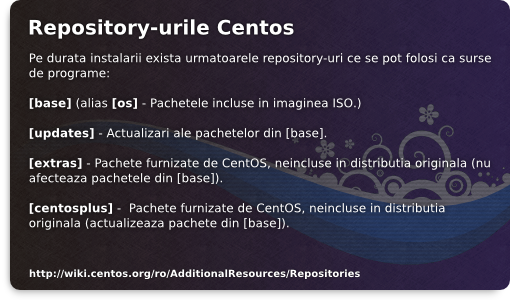 Repository-urile Centos
Pe durata instalarii exista urmatoarele repository-uri ce se pot folosi ca surse
de programe:
[base] (alias [os] - Pachetele incluse in imaginea ISO.)
[updates] - Actualizari ale pachetelor din [base].
[extras] - Pachete furnizate de CentOS, neincluse in distributia originala (nu
afecteaza pachetele din [base]).
[centosplus] -  Pachete furnizate de CentOS, neincluse in distributia
originala (actualizeaza pachete din [base]).
http://wiki.centos.org/ro/AdditionalResources/Repositories